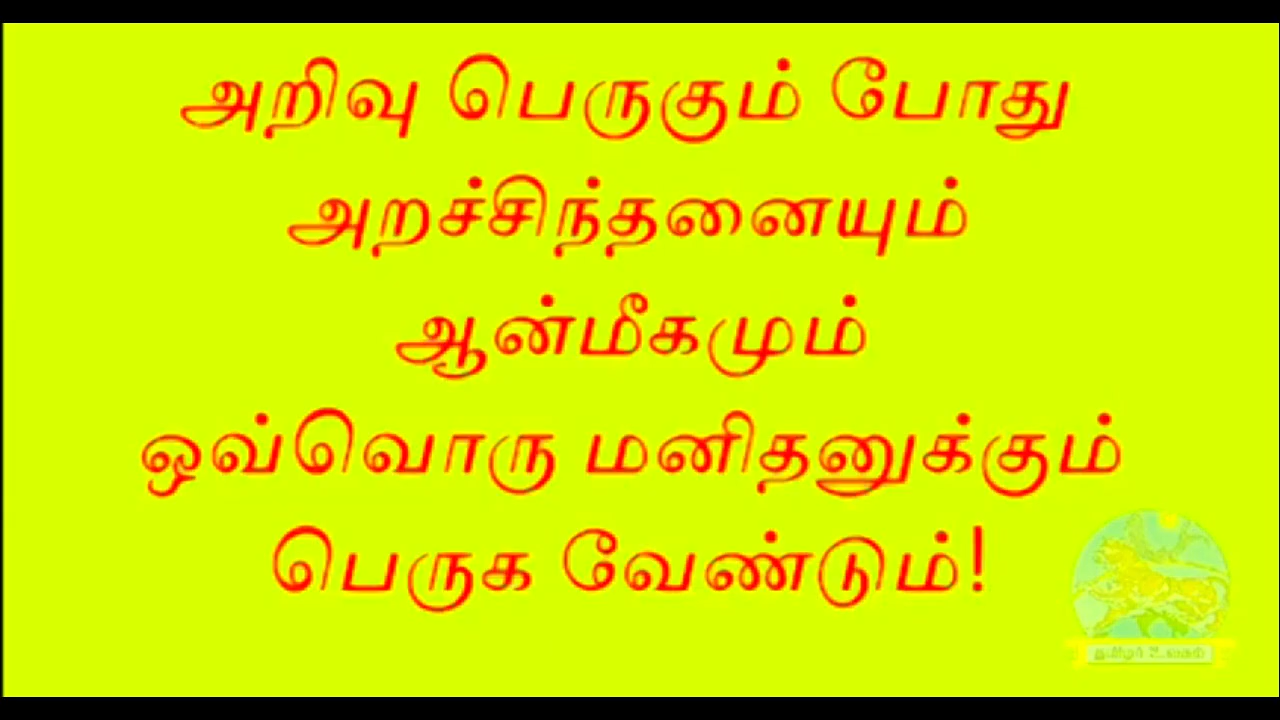 அறிவு பெருகும் போது
அறச்சிந்தனையும்
ஆன்மீகமும்
ஒவ்வொரு மனிதனுக்கும்
பெருக வேண்டும்!